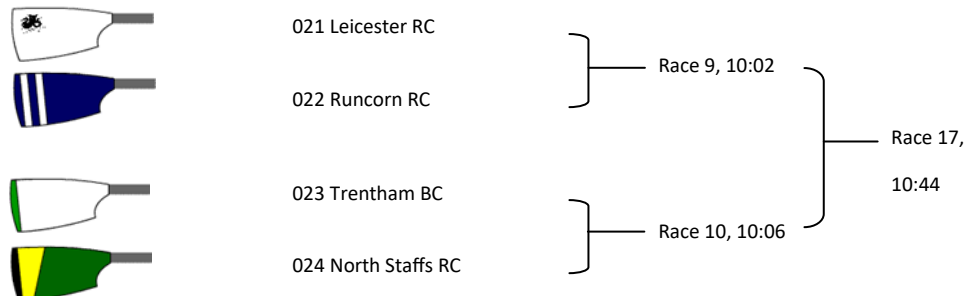 021 Leicester RC
Race 9, 10:02
022 Runcorn RC
Race 17,
10:44
023 Trentham BC
Race 10, 10:06
024 North Staffs RC